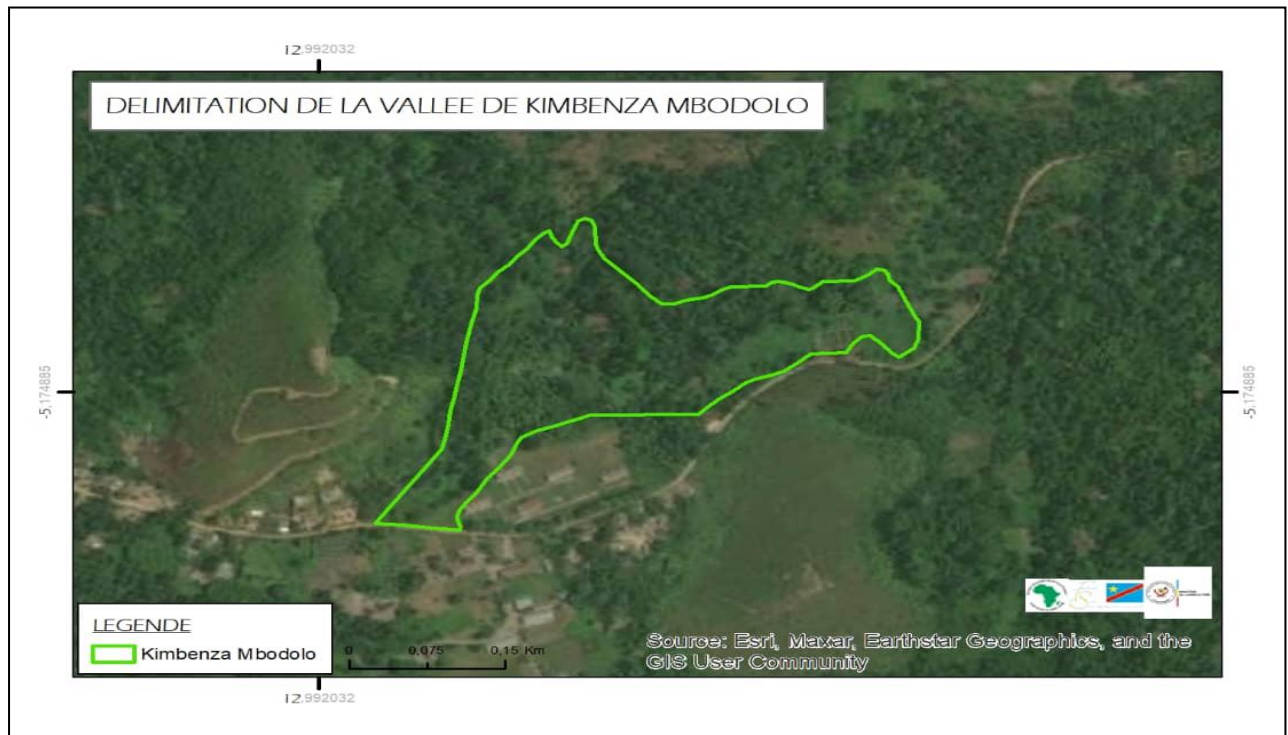 12.992032
DELIMITATION DE LA VALLEE DE KIMBENZA MBODOLO
-5.174885
-5.174885
LEGENDE
Kimbenza Mbodolo
0 0,075 0,15 Km
Source: Esri, Maxar, Earthstar Geographics, and the
GIS User Community
12.992032